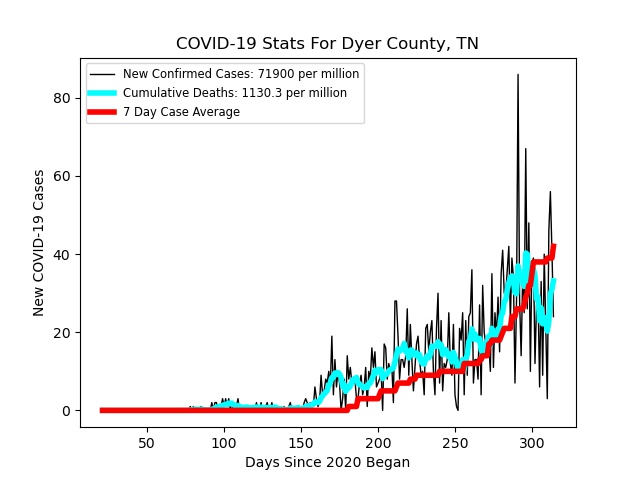 COVID-19 Stats For Dyer County, TN
New Confirmed Cases: 71900 per million
Cumulative Deaths: 1130.3 per million
7 Day Case Average
New COVID-19 Cases
80
60
40
20
0
50 100 150 200 250 300
Days Since 2020 Began